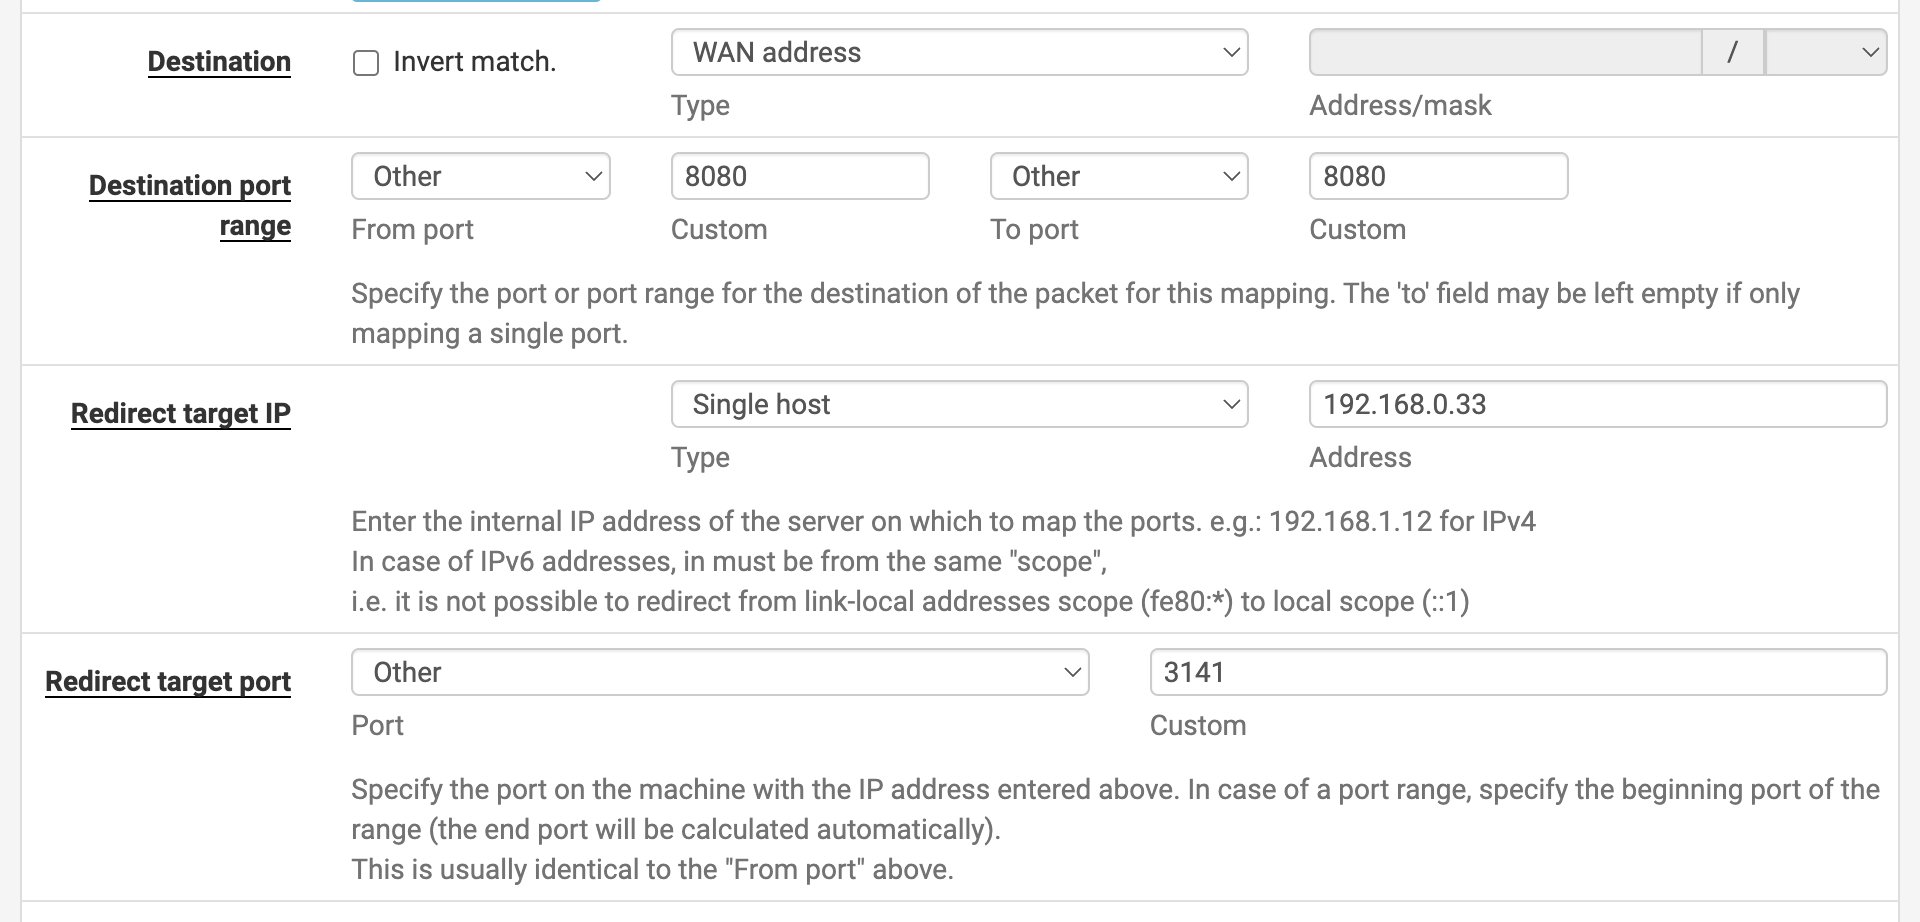 Destination
Invert match.
WAN address
/
Type
Address/mask
Destination port range
Other
8080
Other
8080
From port
Custom
To port
Custom
Specify the port or port range for the destination of the packet for this mapping. The 'to' field may be left empty if only
mapping a single port.
Redirect target IP
Single host
192.168.0.33
Type
Address
Enter the internal IP address of the server on which to map the ports. e.g.: 192.168.1.12 for IPv4
In case of IPv6 addresses, in must be from the same "scope",
i.e. it is not possible to redirect from link-local addresses scope (fe80:*) to local scope (::1)
Redirect target port
Other
3141
Port
Custom
Specify the port on the machine with the IP address entered above. In case of a port range, specify the beginning port of the
range (the end port will be calculated automatically).
This is usually identical to the "From port" above.